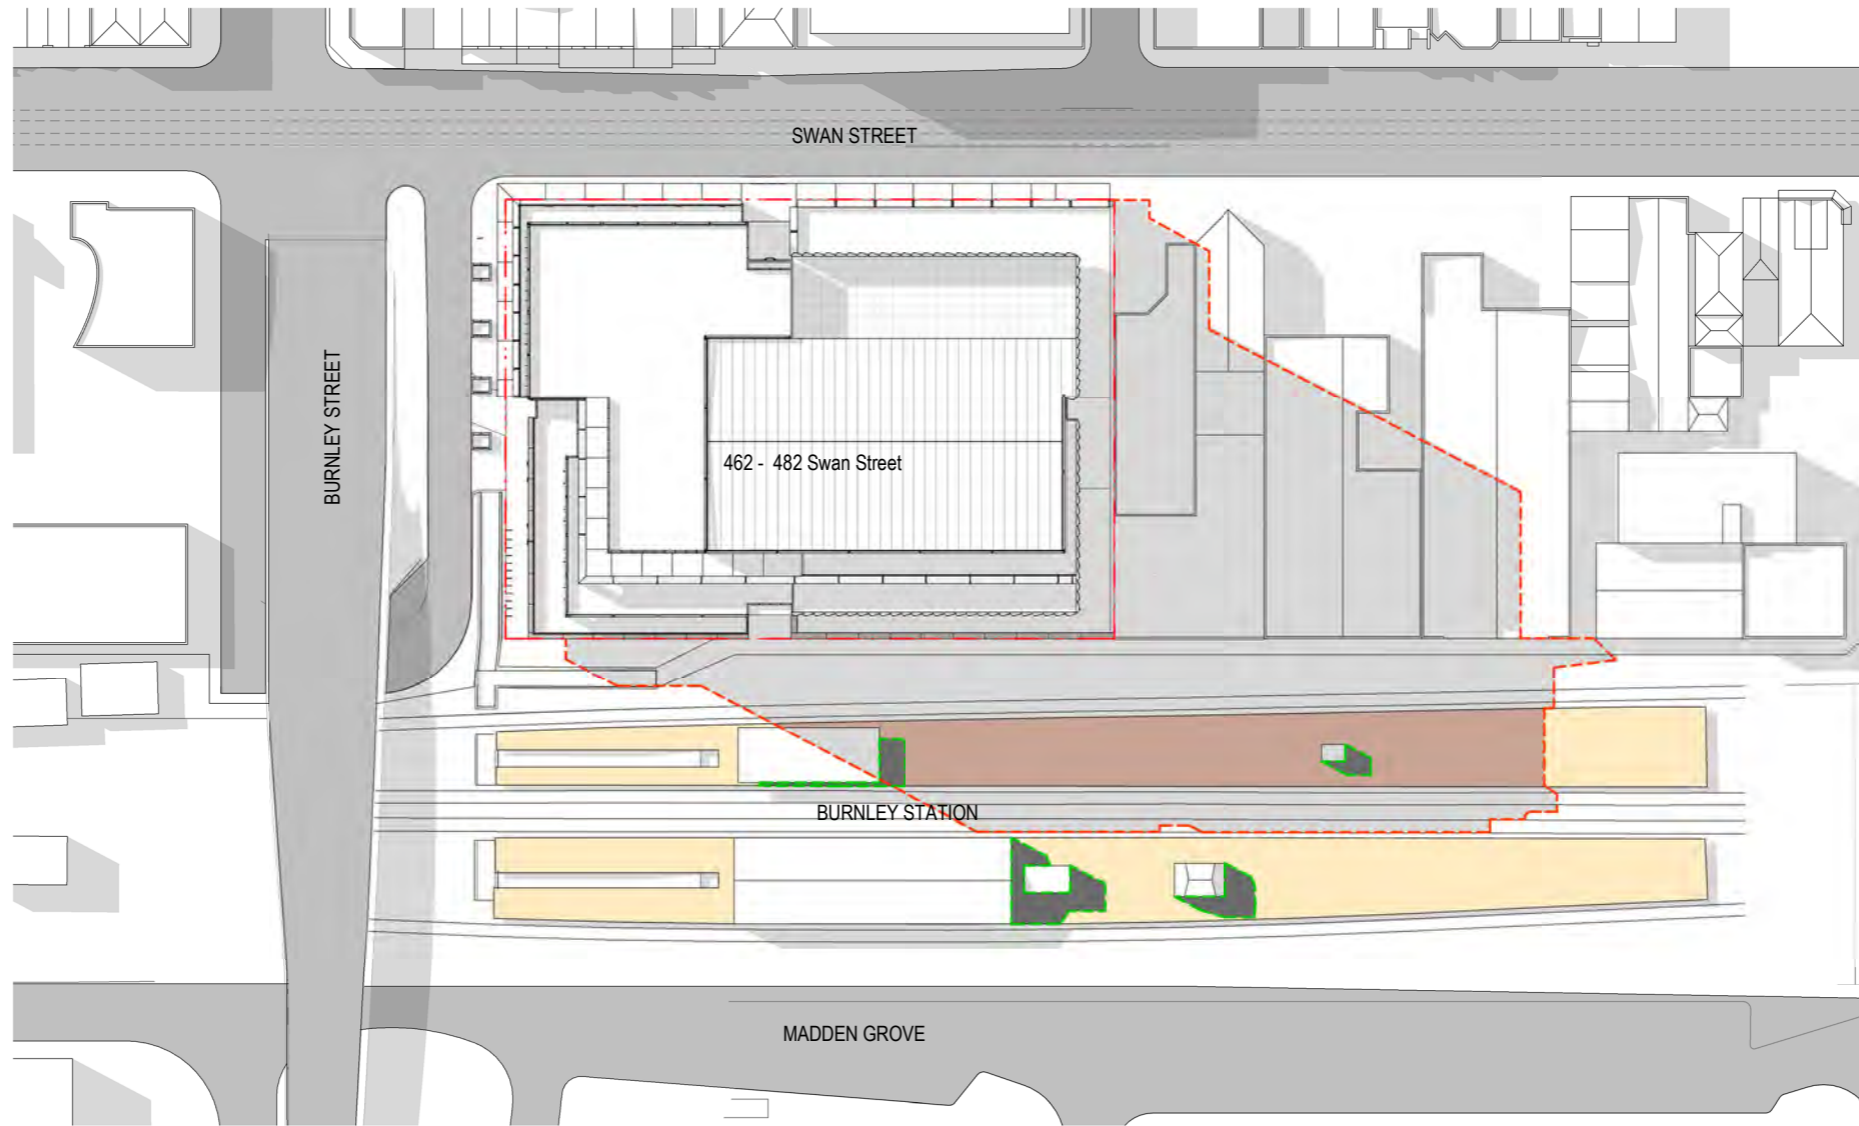 SWAN STREET
BURNLEY STREET
462 - 482 Swan Street
BURNLEY STATION
MADDEN GROVE